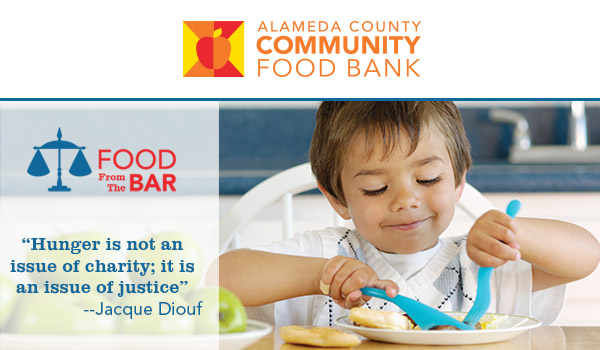 ALAMEDA COUNTY
COMMUNITY
FOOD BANK
FOOD
From
The BAR
“Hunger is not an
issue of charity; it is
an issue of justice”
--Jacque Diouf